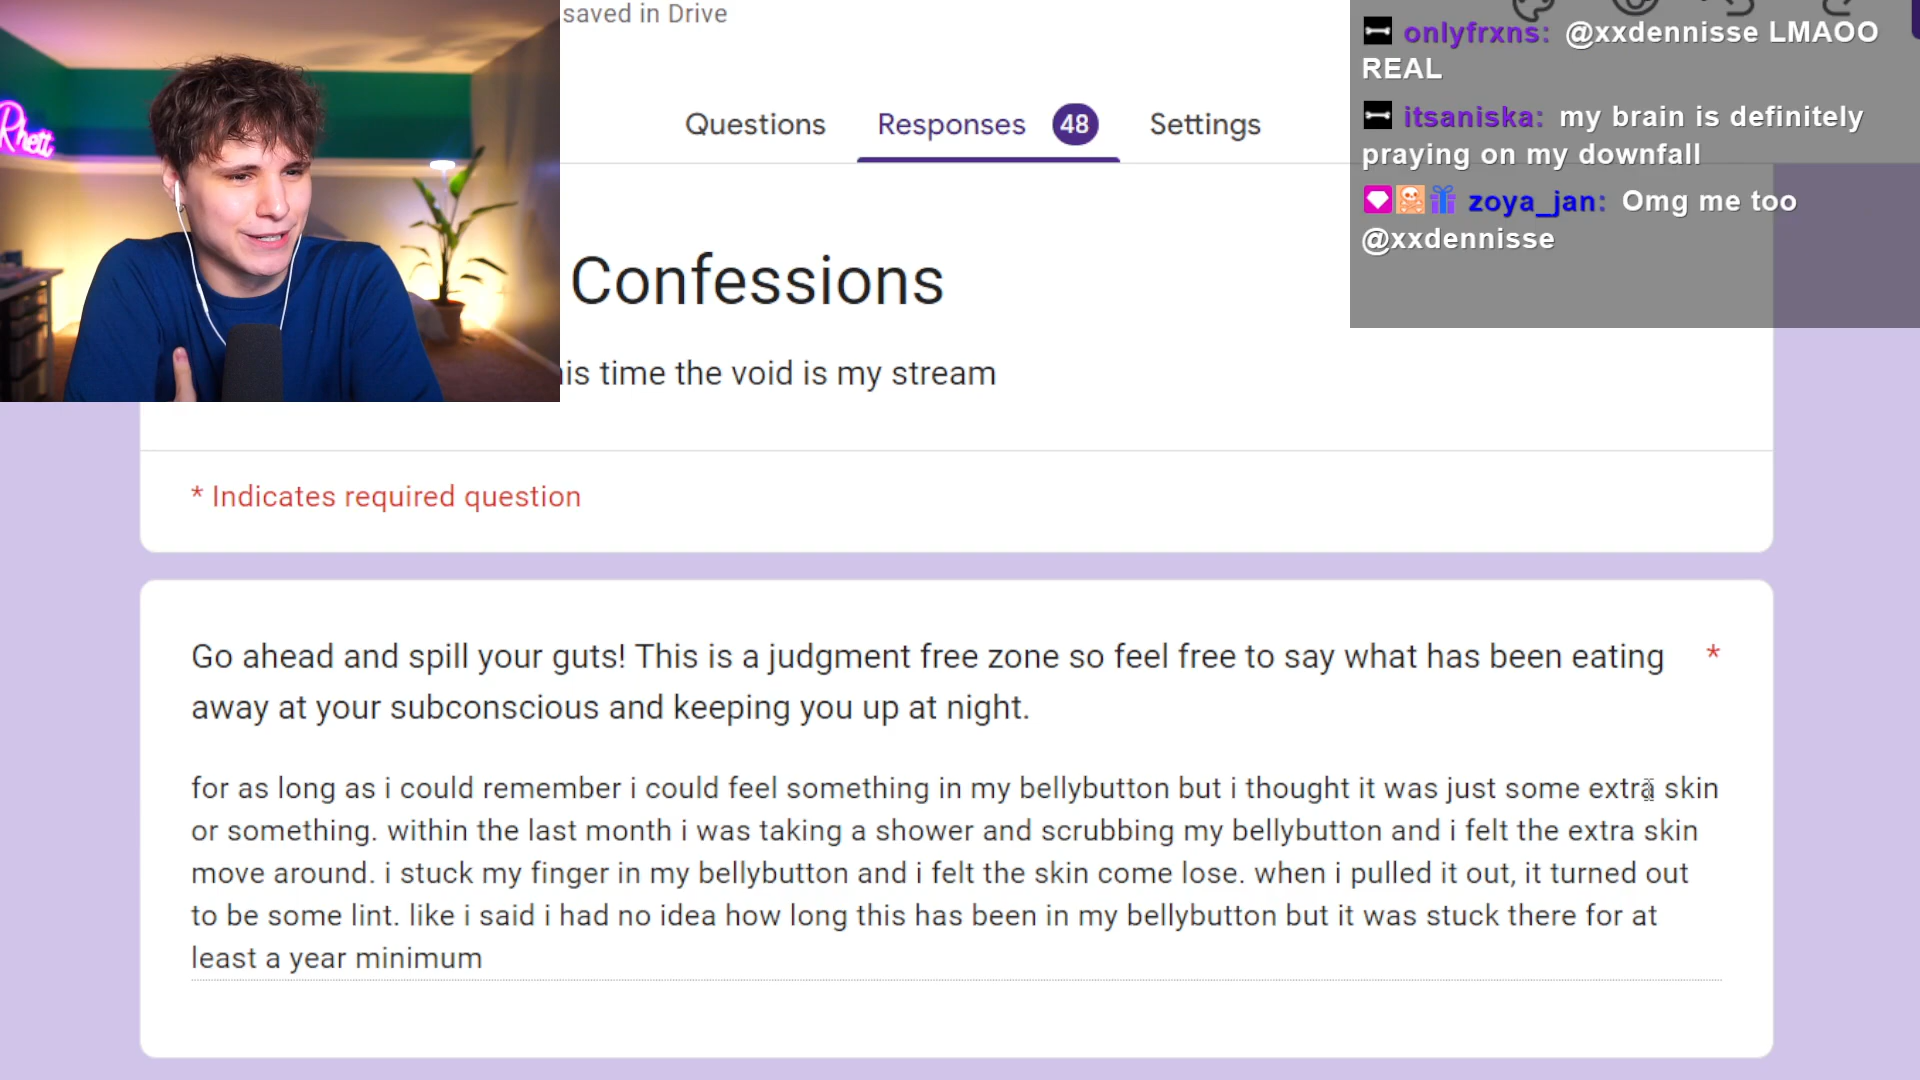 saved in Drive
Rhett
Questions Responses 48 Settings
onlyfrxns: @xxdennisse LMAOO
REAL
itsaniska: my brain is definitely
praying on my downfall
zoya_jan: Omg me too
@xxdennisse
Confessions
is time the void is my stream
* Indicates required question
Go ahead and spill your guts! This is a judgment free zone so feel free to say what has been eating *
away at your subconscious and keeping you up at night.
for as long as i could remember i could feel something in my bellybutton but i thought it was just some extra skin
or something. within the last month i was taking a shower and scrubbing my bellybutton and i felt the extra skin
move around. i stuck my finger in my bellybutton and i felt the skin come lose. when i pulled it out, it turned out
to be some lint. like i said i had no idea how long this has been in my bellybutton but it was stuck there for at
least a year minimum